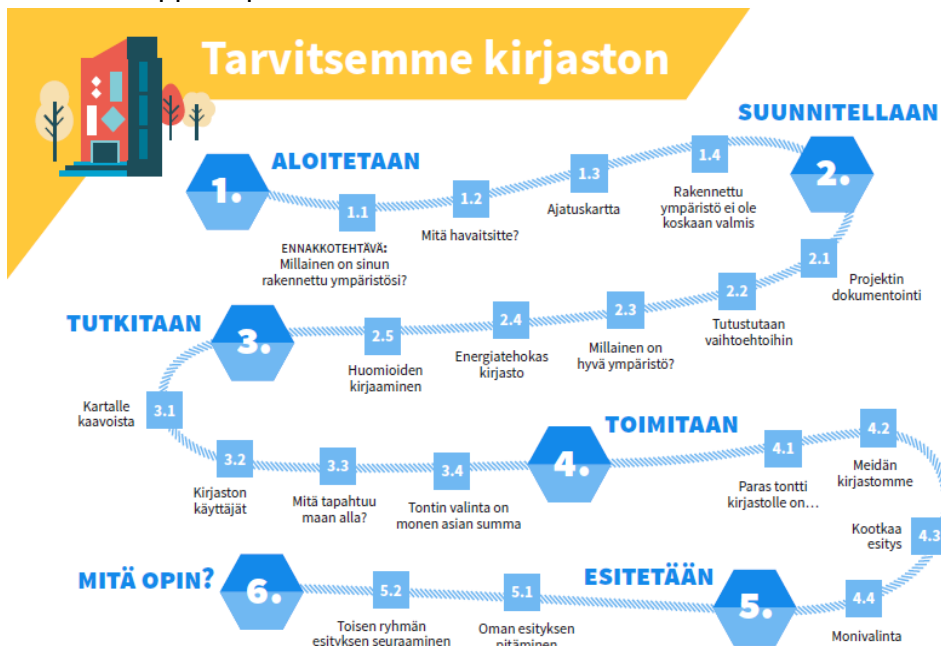 Tarvitsemme kirjaston
1.
ALOITETAAN
1.1
ENNAKKOTEHTÄVÄ:
Millainen on sinun
rakennettu ympäristösi?
1.2
Mitä havaitsitte?
1.3
Ajatuskartta
1.4
Rakennettu
ympäristö ei ole
koskaan valmis
SUUNNITELLAAN
2.
2.1
Projektin
dokumentointi
2.2
Tutustutaan
vaihtoehtoihin
2.3
Millainen on
hyvä ympäristö?
2.4
Energiatehokas
kirjasto
2.5
Huomioiden
kirjaaminen
TUTKITAAN
3.
3.1
Kartalle
kaavoista
3.2
Kirjaston
käyttäjät
3.3
Mitä tapahtuu
maan alla?
3.4
Tontin valinta on
monen asian summa
4.
TOIMITAAN
4.1
Paras tontti
kirjastolle on...
4.2
Meidän
kirjastomme
4.3
Kootkaa
esitys
4.4
Monivalinta
ESITETÄÄN
5.
5.1
Oman esityksen
pitäminen
5.2
Toisen ryhmän
esityksen seuraaminen
MITÄ OPIN?
6.